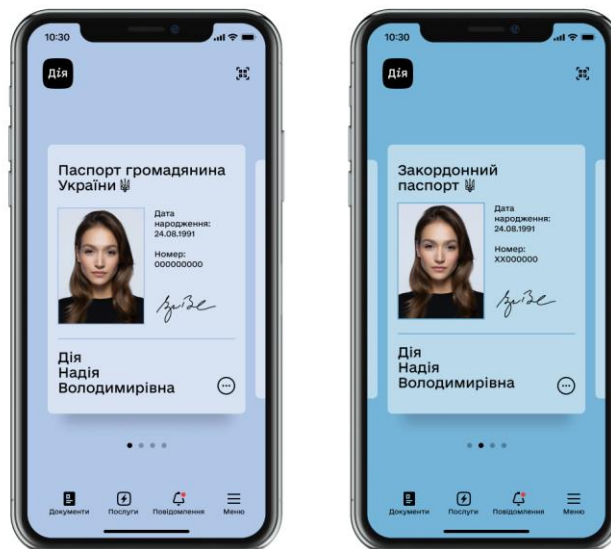 10:30
Дія
Паспорт громадянина
України
Дата
народження:
24.08.1991
Номер:
000000000
Дія
Надія
Володимирівна
Документи
Послуги
Повідомлення
Меню
10:30
Дія
Закордонний
паспорт
Дата
народження:
24.08.1991
Номер:
XX000000
Дія
Надія
Володимирівна
Документи
Послуги
Повідомлення
Меню